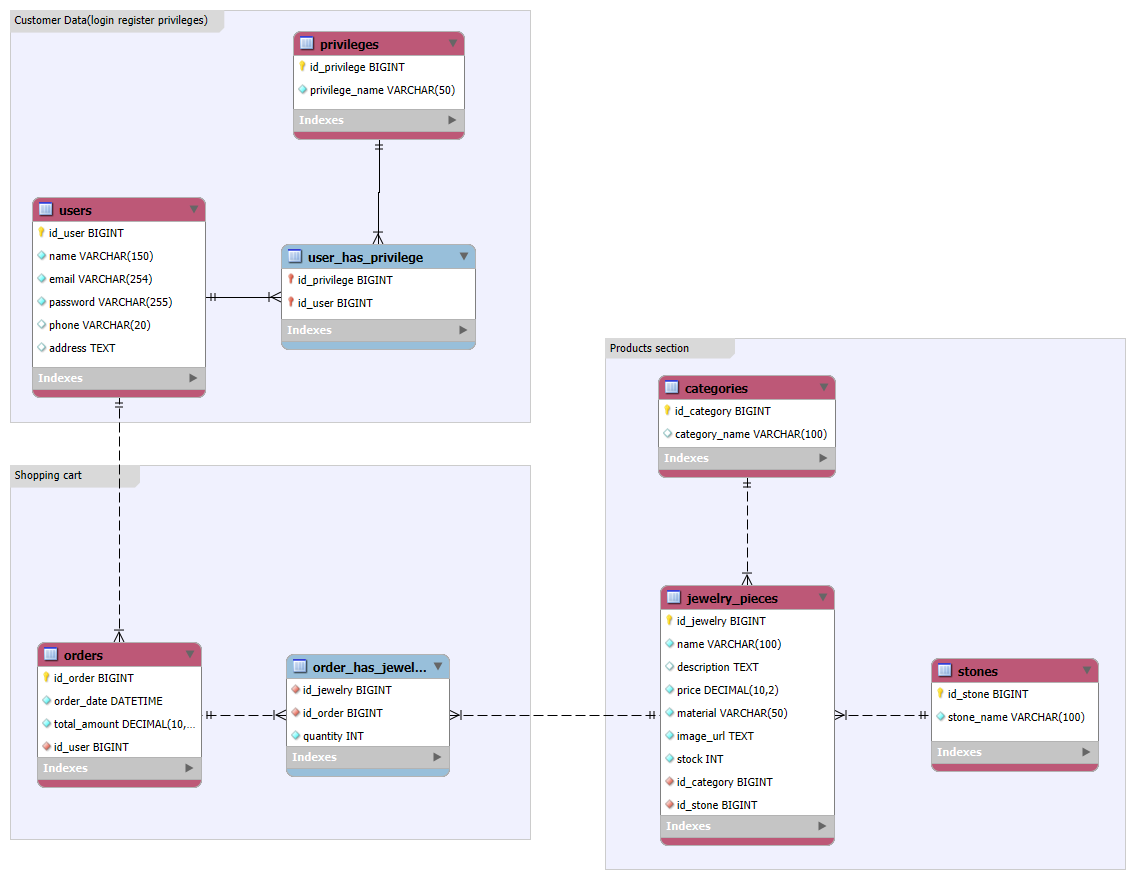 Customer Data(login register privileges)
privileges
id_privilege BIGINT
privilege_name VARCHAR(50)
Indexes
users
id_user BIGINT
name VARCHAR(150)
email VARCHAR(254)
password VARCHAR(255)
phone VARCHAR(20)
address TEXT
Indexes
user_has_privilege
id_privilege BIGINT
id_user BIGINT
Indexes
Shopping cart
orders
id_order BIGINT
order_date DATETIME
total_amount DECIMAL(10,...
id_user BIGINT
Indexes
order_has_jewel...
id_jewelry BIGINT
id_order BIGINT
quantity INT
Indexes
Products section
categories
id_category BIGINT
category_name VARCHAR(100)
Indexes
jewelry_pieces
id_jewelry BIGINT
name VARCHAR(100)
description TEXT
price DECIMAL(10,2)
material VARCHAR(50)
image_url TEXT
stock INT
id_category BIGINT
id_stone BIGINT
Indexes
stones
id_stone BIGINT
stone_name VARCHAR(100)
Indexes